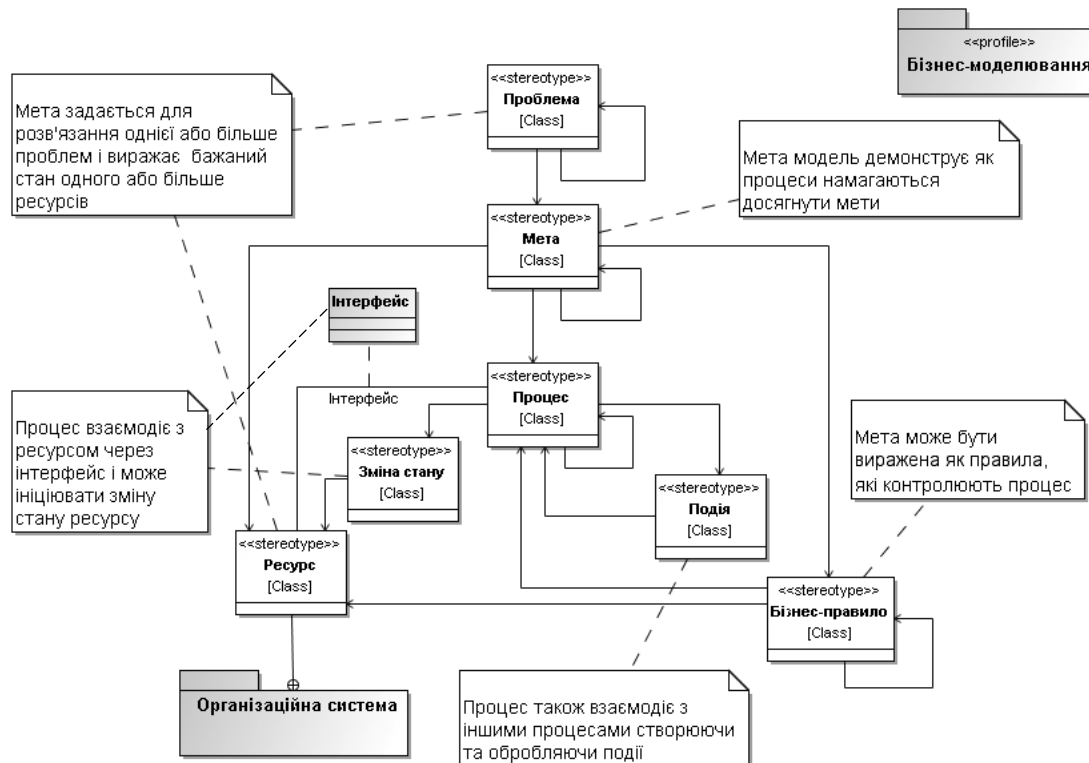 <<profile>>
Бізнес-моделювання
<<stereotype>>
Проблема
[Class]
Мета задається для
розв'язання однієї або більше
проблем і виражає бажаний
стан одного або більше
ресурсів
Мета модель демонструє як
процеси намагаються
досягнути мети
<<stereotype>>
Мета
[Class]
Інтерфейс
Інтерфейс
<<stereotype>>
Процес
[Class]
Процес взаємодіє з
ресурсом через
інтерфейс і може
ініціювати зміну
стану ресурсу
<<stereotype>>
Зміна стану
[Class]
Мета може бути
виражена як правила,
які контролюють процес
<<stereotype>>
Подія
[Class]
<<stereotype>>
Ресурс
[Class]
<<stereotype>>
Бізнес-правило
[Class]
Організаційна система
Процес також взаємодіє з
іншими процесами створюючи
та обробляючи події